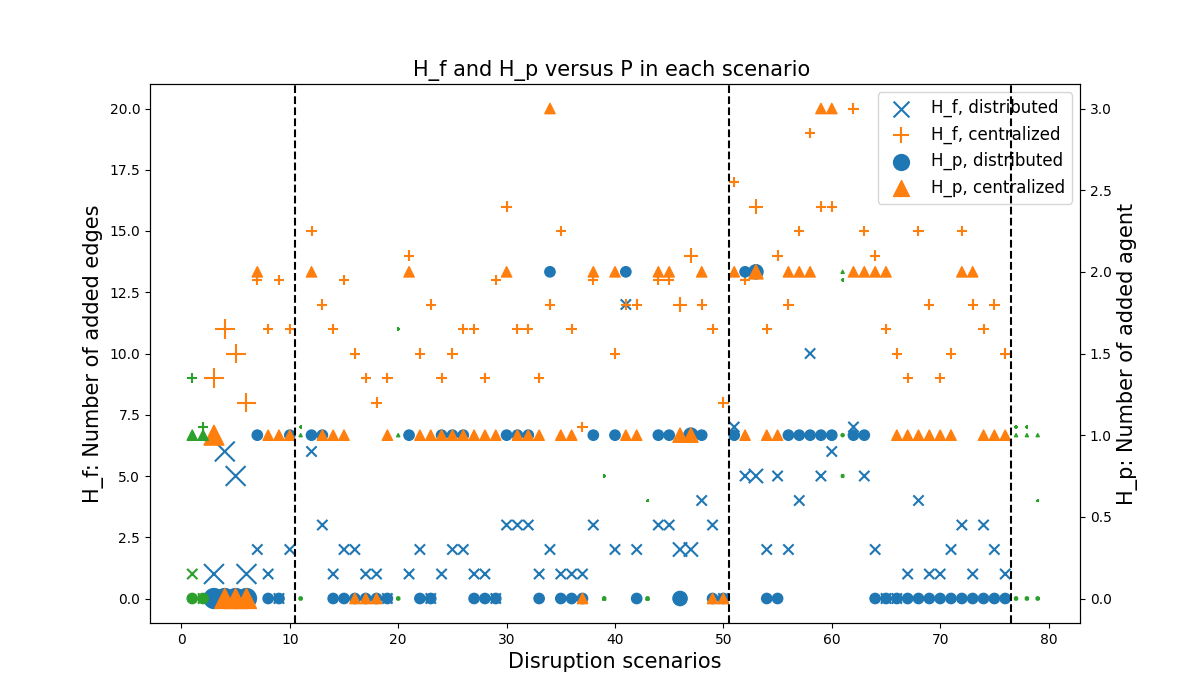 H_f and H_p versus P in each scenario
H_f: Number of added edges
20.0
17.5
15.0
12.5
10.0
7.5
5.0
2.5
0.0
H_f, distributed
H_f, centralized
H_p, distributed
H_p, centralized
3.0
2.5
2.0
1.5
1.0
0.5
0.0
H_p: Number of added agent
0 10 20 30 40 50 60 70 80
Disruption scenarios